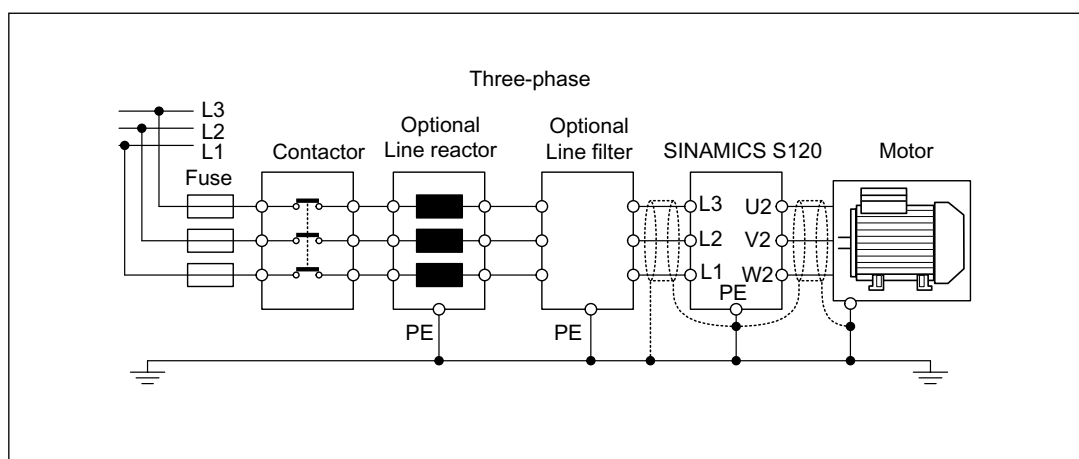 Three-phase
L3
L2
L1
Fuse
Contactor
Optional
Line reactor
Optional
Line filter
SINAMICS S120
Motor
L3
L2
L1
U2
V2
W2
PE
PE
PE